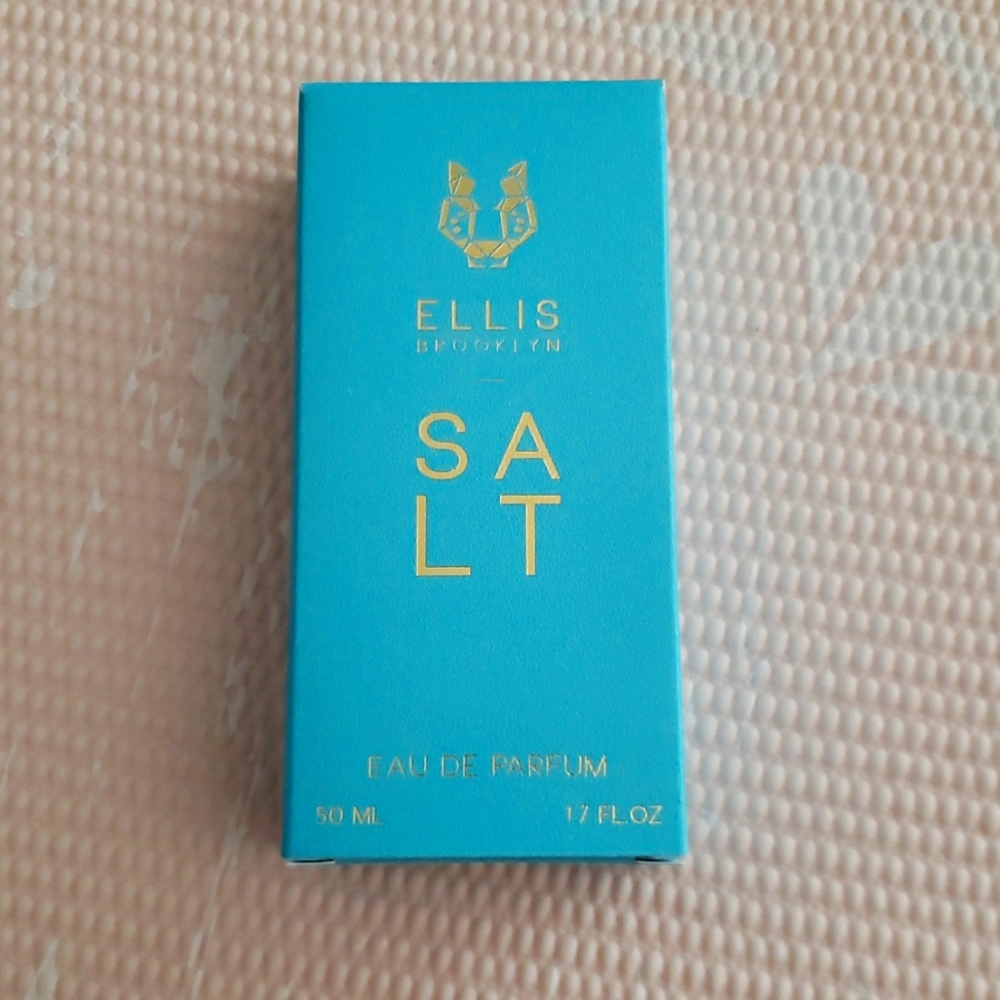 ELLIS
BROOKLYN
SA
LT
EAU DE PARFUM
50 ML 1.7 FL.OZ